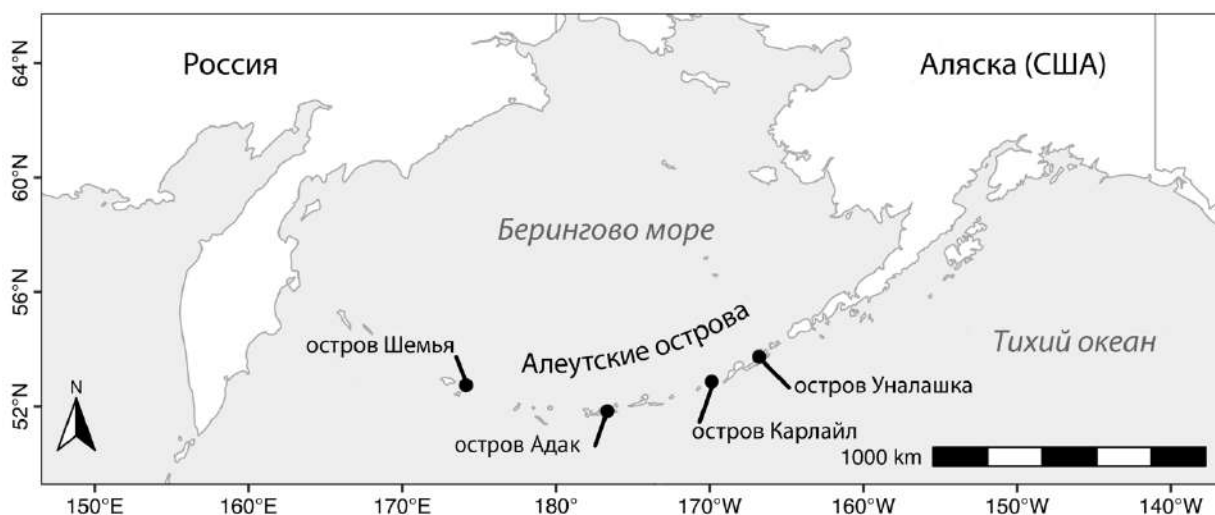 Россия
Аляска (США)
64°N
60°N
56°N
52°N
Берингово море
Алеутские острова
Тихий океан
остров Шемья
остров Уналашка
остров Адак
остров Карлайл
N
1000 km
150°E
160°E
170°E
180°
170°W
160°W
150°W
140°W